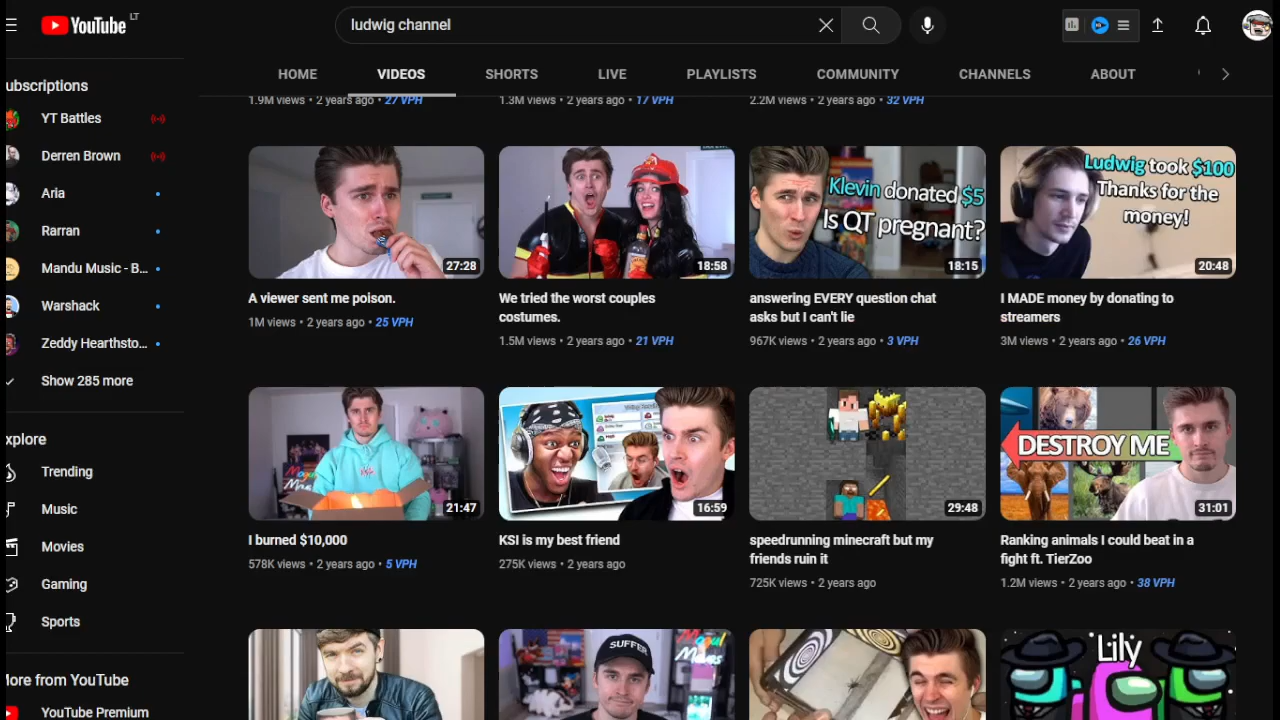 YouTube LT
ludwig channel
HOME VIDEOS SHORTS LIVE PLAYLISTS COMMUNITY CHANNELS ABOUT
ubscriptions
YT Battles
Derren Brown
Aria
Rarran
Mandu Music - B...
Warshack
Zeddy Hearthsto...
Show 285 more
xplore
Trending
Music
Movies
Gaming
Sports
More from YouTube
YouTube Premium
1.9M views • 2 years ago • 27 VPH
1.3M views • 2 years ago • 17 VPH
2.2M views • 2 years ago • 32 VPH
27:28
A viewer sent me poison.
1M views • 2 years ago • 25 VPH
18:58
We tried the worst couples
costumes.
1.5M views • 2 years ago • 21 VPH
Klevin donated $5
Is QT pregnant?
18:15
answering EVERY question chat
asks but I can't lie
967K views • 2 years ago • 3 VPH
Ludwig took $100
Thanks for the
money!
20:48
I MADE money by donating to
streamers
3M views • 2 years ago • 26 VPH
21:47
I burned $10,000
578K views • 2 years ago • 5 VPH
16:59
KSI is my best friend
275K views • 2 years ago
29:48
speedrunning minecraft but my
friends ruin it
725K views • 2 years ago
DESTROY ME
31:01
Ranking animals I could beat in a
fight ft. TierZoo
1.2M views • 2 years ago • 38 VPH
SUFFER
Mogul
Moves
Lily